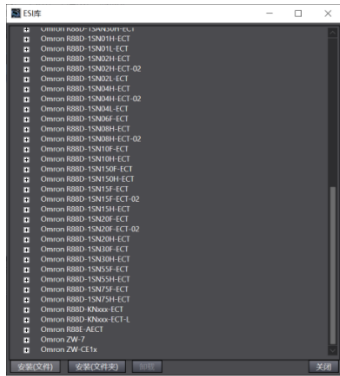 ESI库
Omron R88D-1SAN30H-ECT
Omron R88D-1SN01H-ECT
Omron R88D-1SN01L-ECT
Omron R88D-1SN02H-ECT
Omron R88D-1SN02H-ECT-02
Omron R88D-1SN02L-ECT
Omron R88D-1SN04H-ECT
Omron R88D-1SN04H-ECT-02
Omron R88D-1SN04L-ECT
Omron R88D-1SN06F-ECT
Omron R88D-1SN08H-ECT
Omron R88D-1SN08H-ECT-02
Omron R88D-1SN10F-ECT
Omron R88D-1SN10H-ECT
Omron R88D-1SN150F-ECT
Omron R88D-1SN150H-ECT
Omron R88D-1SN15F-ECT
Omron R88D-1SN15F-ECT-02
Omron R88D-1SN15H-ECT
Omron R88D-1SN20F-ECT
Omron R88D-1SN20F-ECT-02
Omron R88D-1SN20H-ECT
Omron R88D-1SN30F-ECT
Omron R88D-1SN30H-ECT
Omron R88D-1SN55F-ECT
Omron R88D-1SN55H-ECT
Omron R88D-1SN75F-ECT
Omron R88D-1SN75H-ECT
Omron R88D-KNxxx-ECT
Omron R88D-KNxxx-ECT-L
Omron R88E-AECT
Omron ZW-7
Omron ZW-CE1x
安装(文件) 安装(文件夹) 卸载 关闭